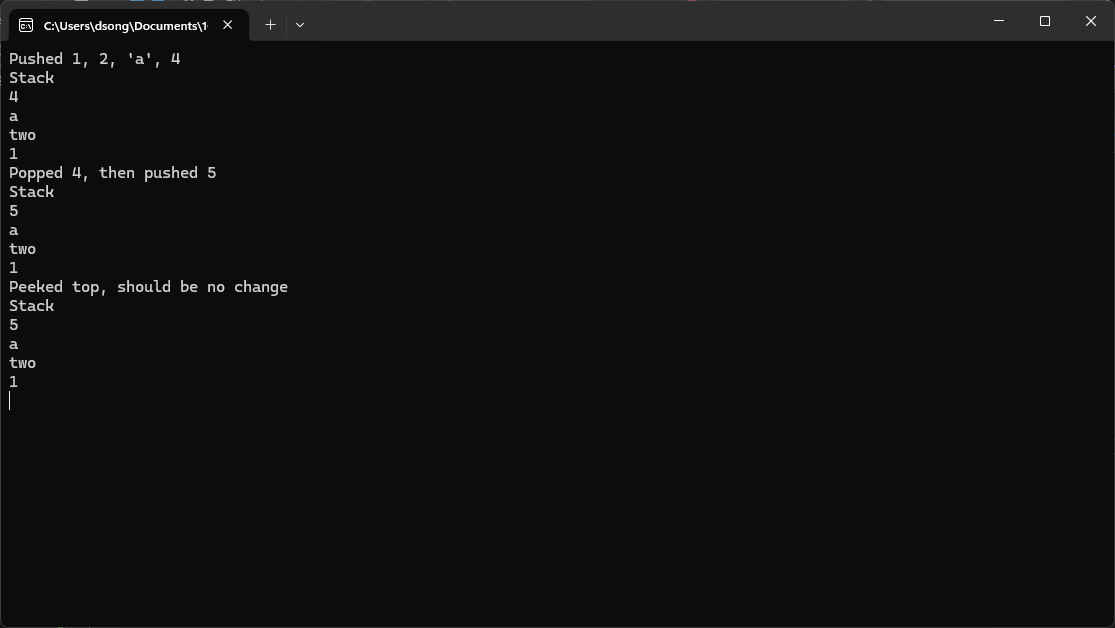 C:\Users\dsong\Documents\1
Pushed 1, 2, 'a', 4
Stack
4
a
two
1
Popped 4, then pushed 5
Stack
5
a
two
1
Peeked top, should be no change
Stack
5
a
two
1